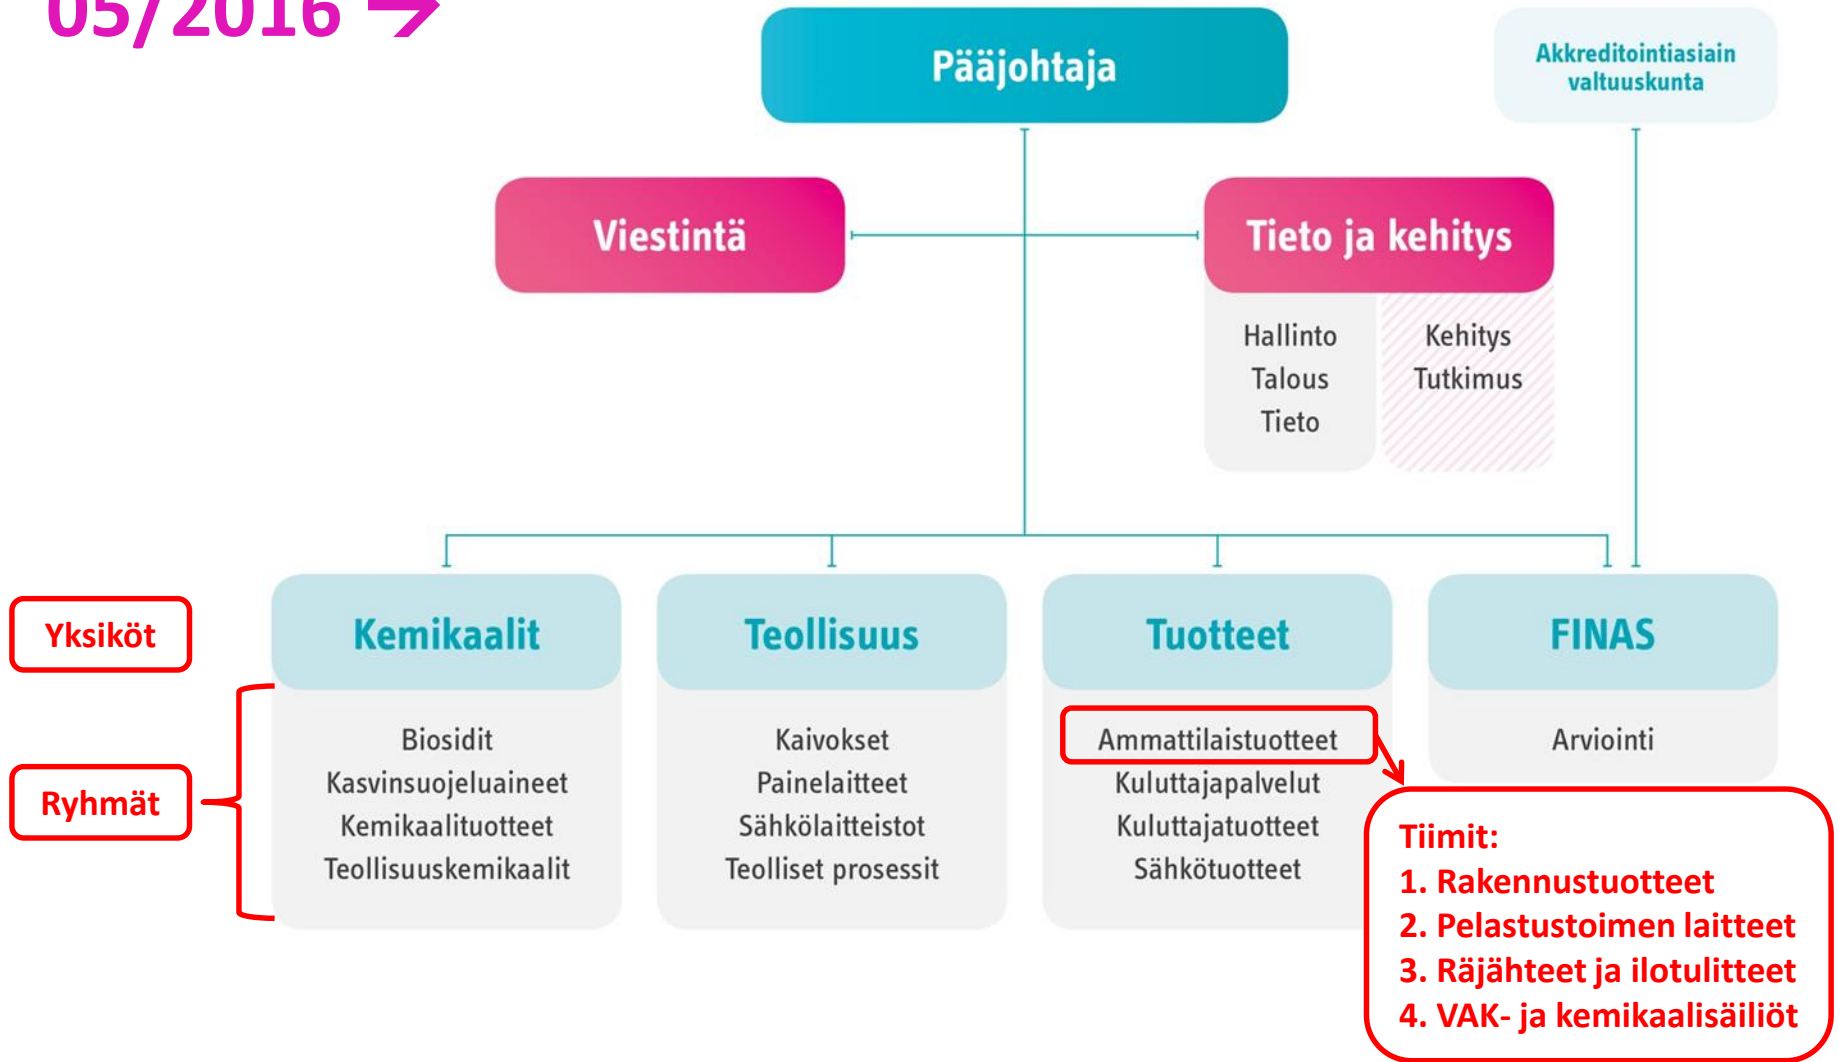 05/2016 →
Pääjohtaja
Akkreditointiasiain
valtuuskunta
Viestintä
Tieto ja kehitys
Hallinto
Talous
Tieto
Kehitys
Tutkimus
Yksiköt
Kemikaalit
Teollisuus
Tuotteet
FINAS
Ryhmät
Biosidit
Kasvinsuojeluaineet
Kemikaalituotteet
Teollisuuskemikaalit
Kaivokset
Painelaitteet
Sähkölaitteistot
Teolliset prosessit
Ammattilaistuotteet
Kuluttajapalvelut
Kuluttajatuotteet
Sähkötuotteet
Arviointi
Tiimit:
1. Rakennustuotteet
2. Pelastustoimen laitteet
3. Räjähteet ja ilotulitteet
4. VAK- ja kemikaalisäiliöt